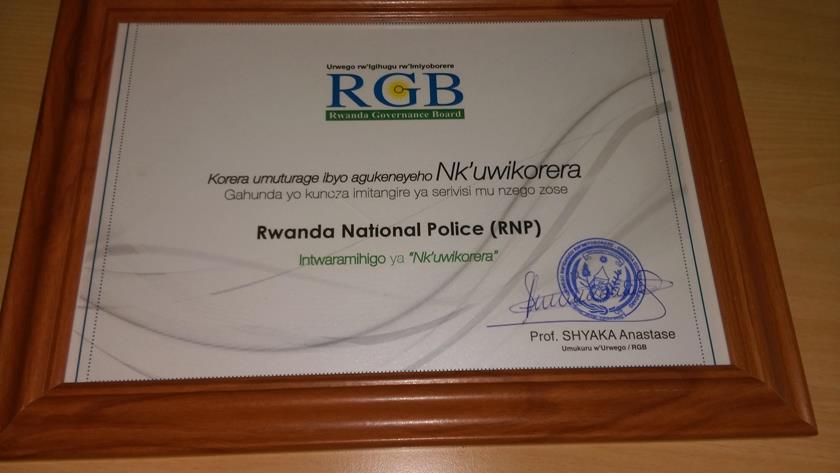 Urwego rw'Igihugu rw'Imiyoborere
RGB
Rwanda Governance Board
Korera umuturage ibyo agukeneyeho Nk'uwikorera
Gahunda yo kunoza imitangire ya serivisi mu nzego zose
Rwanda National Police (RNP)
Intwaramihigo ya "Nk'uwikorera"
Prof. SHYAKA Anastase
Umukuru w'Urwego / RGB